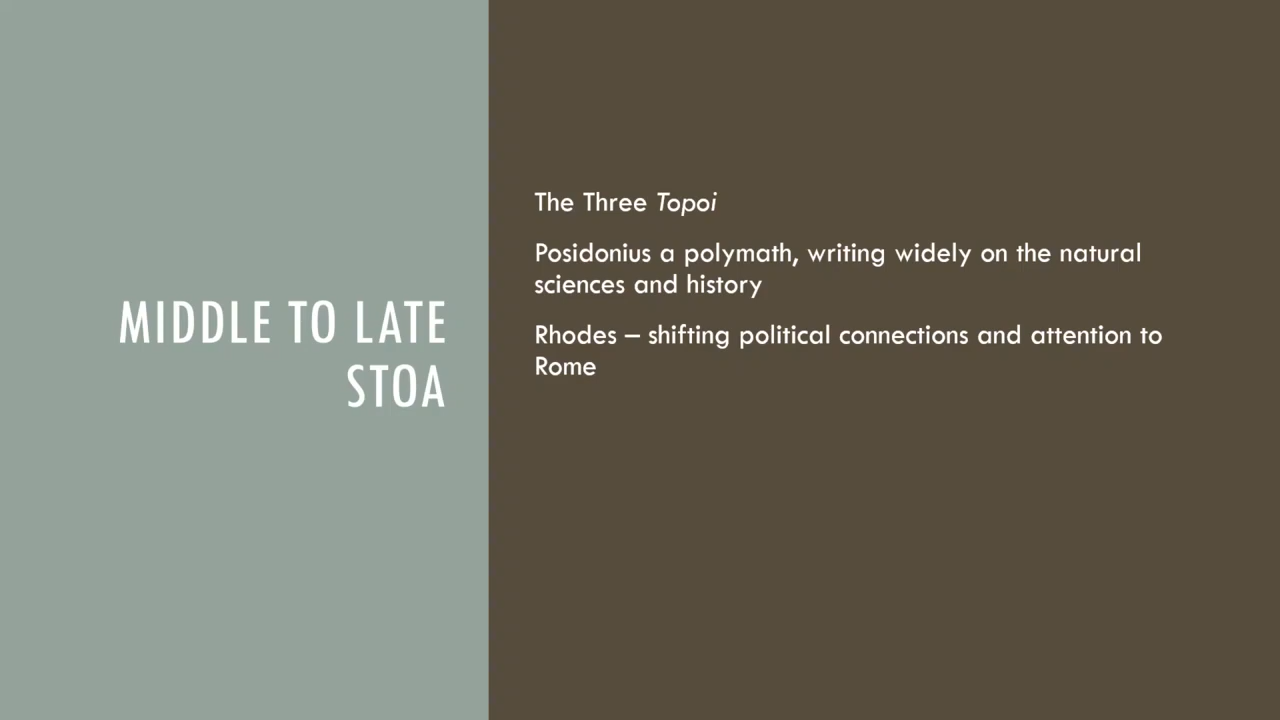 MIDDLE TO LATE
STOA
The Three Topoi
Posidonius a polymath, writing widely on the natural
sciences and history
Rhodes – shifting political connections and attention to
Rome